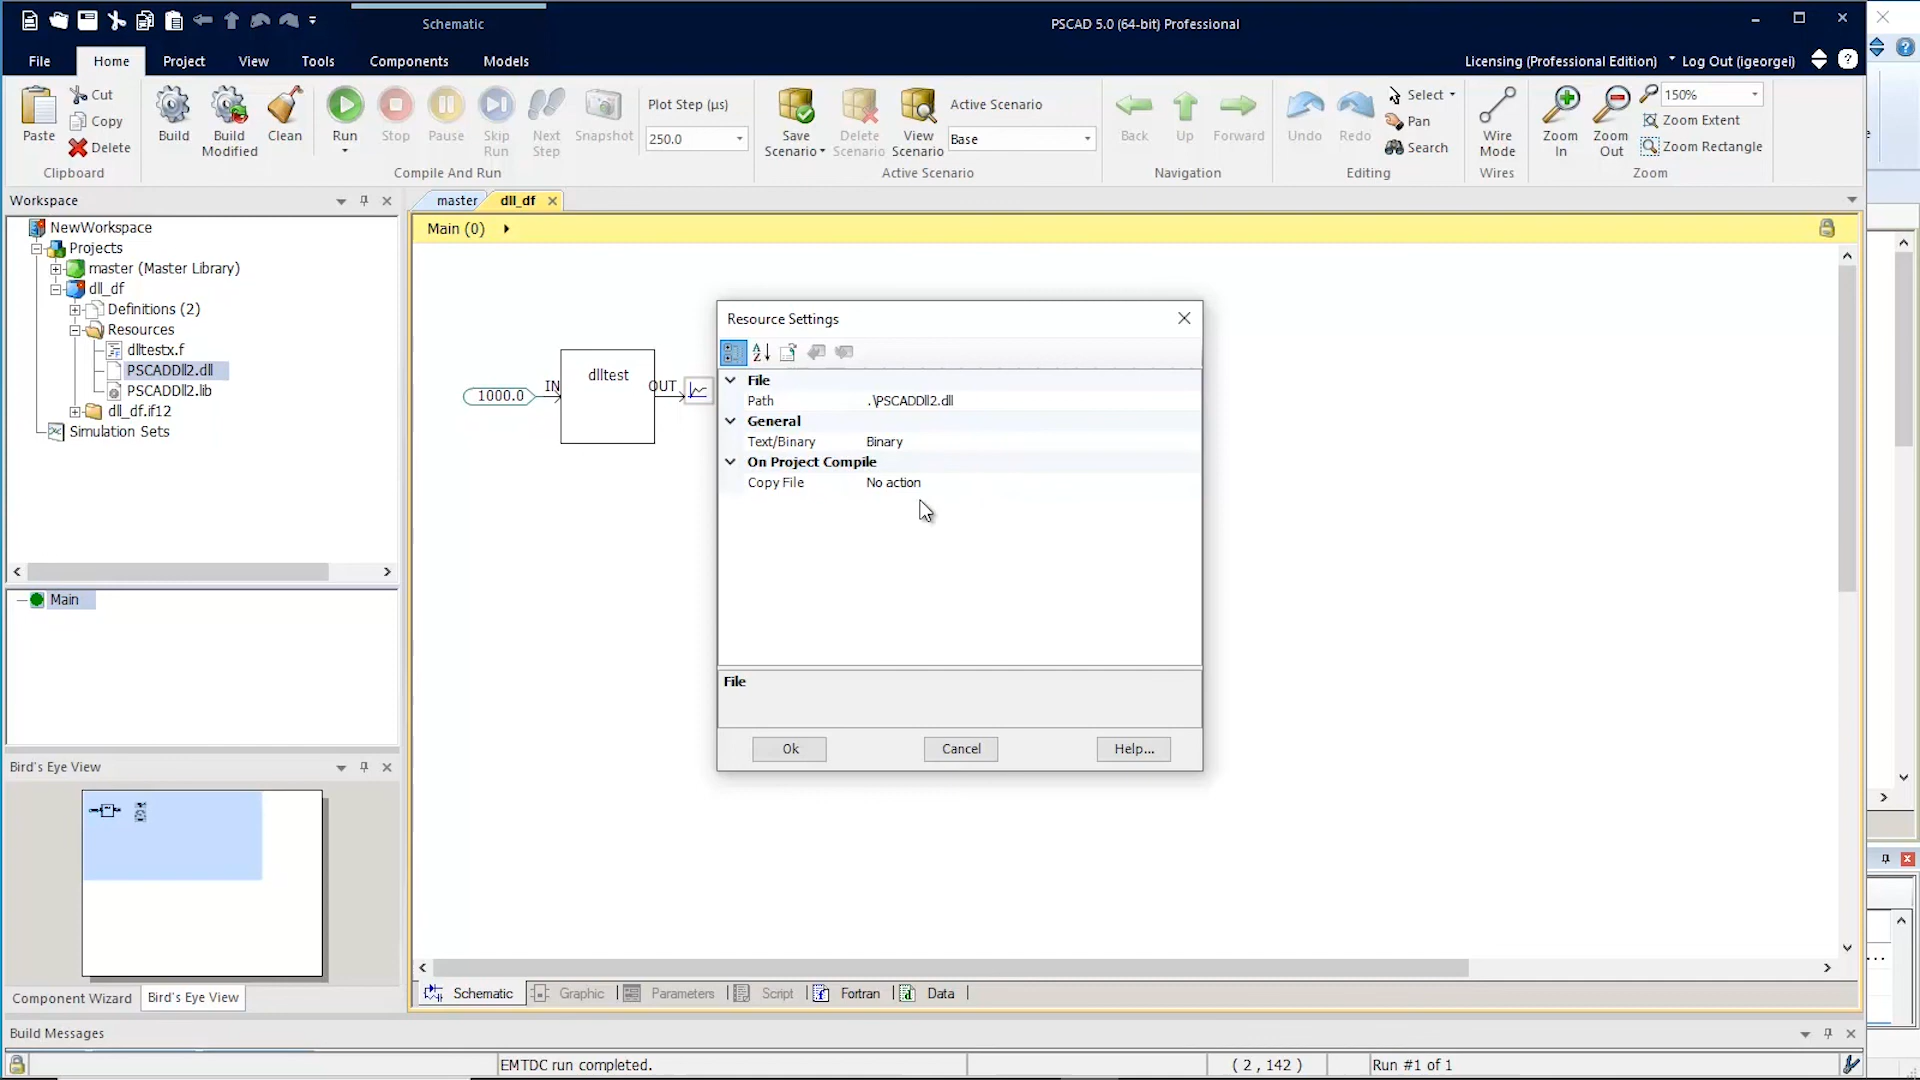 Schematic
PSCAD 5.0 (64-bit) Professional
File
Home
Project
View
Tools
Components
Models
Licensing (Professional Edition)
Log Out (igeorgei)
Paste
Cut
Copy
Delete
Clipboard
Build
Build Modified
Clean
Run
Stop
Pause
Skip Run
Next Step
Snapshot
Compile And Run
Plot Step (µs)
250.0
Save Scenario
Delete Scenario
View Scenario
Active Scenario
Base
Active Scenario
Back
Up
Forward
Navigation
Undo
Redo
Select
Pan
Search
Editing
Wire Mode
Wires
Zoom In
Zoom Out
150%
Zoom Extent
Zoom Rectangle
Zoom
Workspace
NewWorkspace
Projects
master (Master Library)
dll_df
Definitions (2)
Resources
dlltestx.f
PSCADDll2.dll
PSCADDll2.lib
dll_df.if12
Simulation Sets
Main
Bird's Eye View
Component Wizard
Bird's Eye View
master
dll_df
Main (0)
1000.0
IN
dlltest
OUT
Resource Settings
File
Path .\PSCADDll2.dll
General
Text/Binary Binary
On Project Compile
Copy File No action
File
Ok
Cancel
Help...
Schematic
Graphic
Parameters
Script
Fortran
Data
Build Messages
EMTDC run completed.
( 2 , 142 )
Run #1 of 1